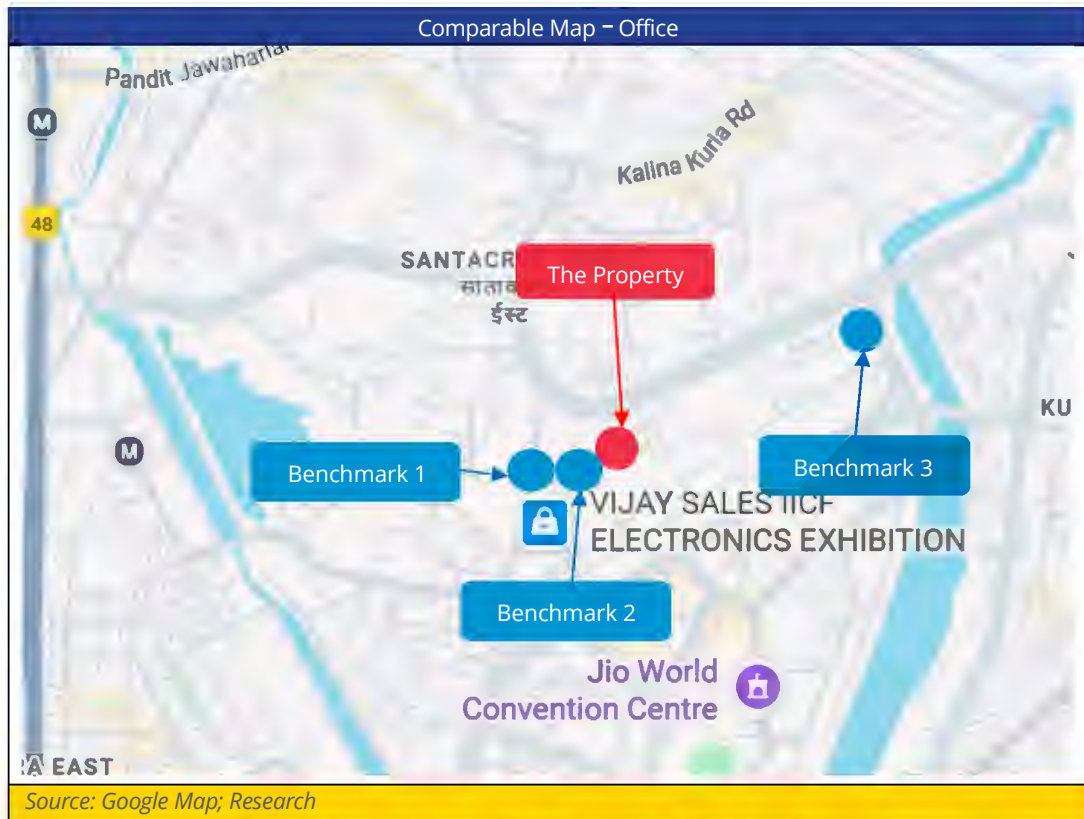 Comparable Map – Office
Pandit Jawaharlal
M
Kalina Kurla Rd
48
SANTACR
ईस्ट
The Property
KU
M
Benchmark 1
Benchmark 3
VIJAY SALES IICF
ELECTRONICS EXHIBITION
Benchmark 2
Jio World
Convention Centre
EAST
Source: Google Map; Research